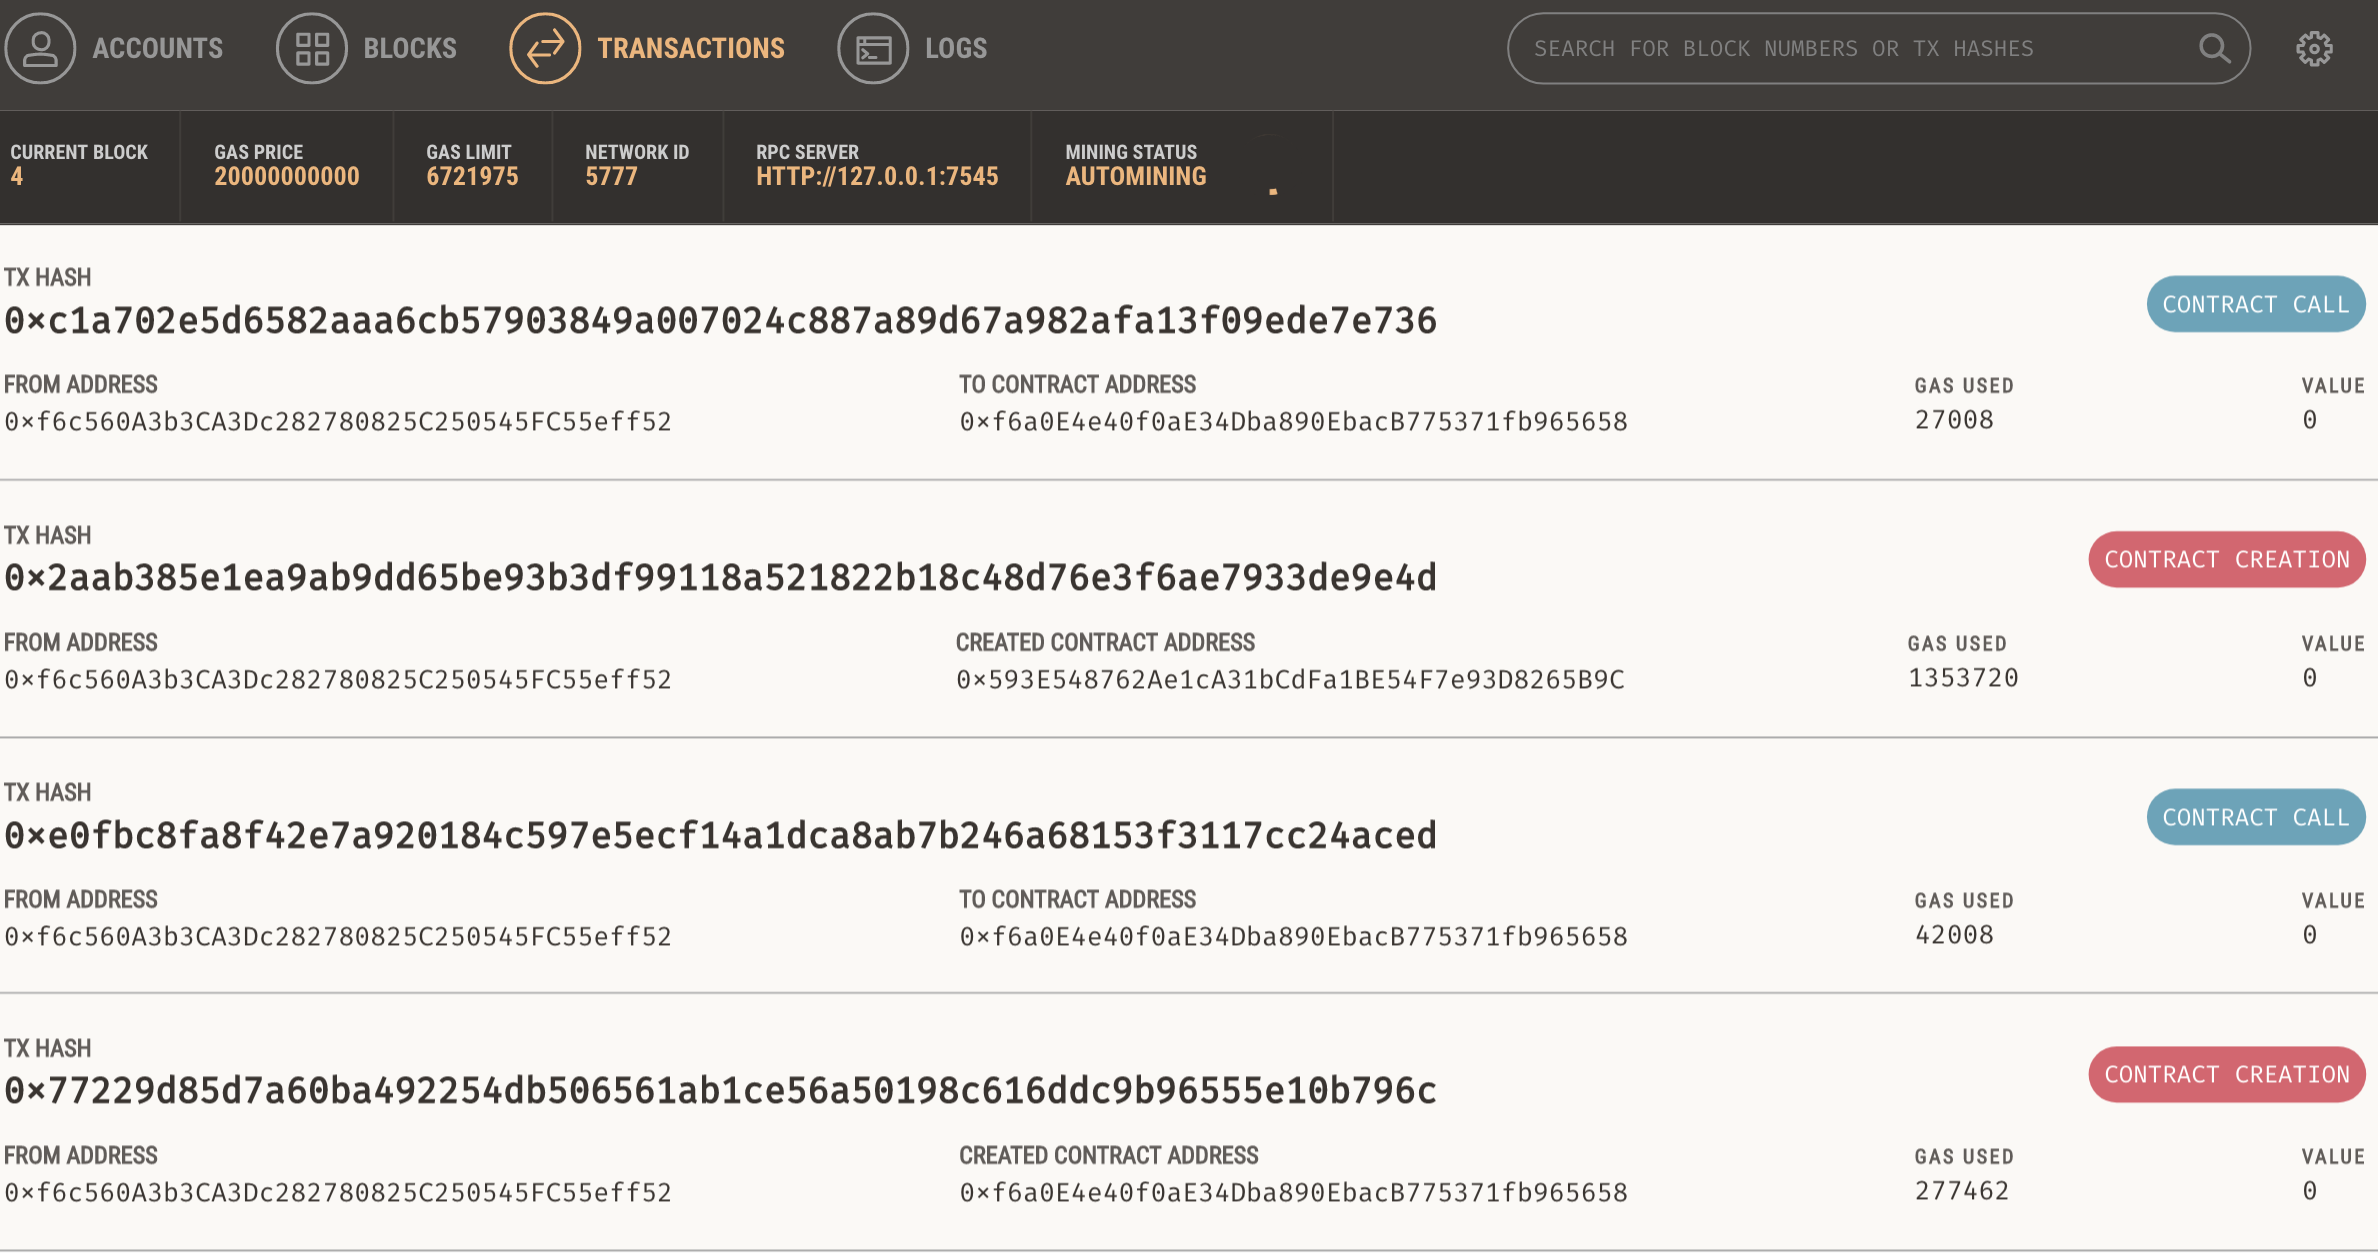 ACCOUNTS BLOCKS TRANSACTIONS LOGS SEARCH FOR BLOCK NUMBERS OR TX HASHES
CURRENT BLOCK GAS PRICE GAS LIMIT NETWORK ID RPC SERVER MINING STATUS
4 20000000000 6721975 5777 HTTP://127.0.0.1:7545 AUTOMINING
TX HASH
0×c1a702e5d6582aaa6cb57903849a007024c887a89d67a982afa13f09ede7e736 CONTRACT CALL
FROM ADDRESS TO CONTRACT ADDRESS GAS USED VALUE
0×f6c560A3b3CA3Dc282780825C250545FC55eff52 0×f6a0E4e40f0aE34Dba890EbacB775371fb965658 27008 0
TX HASH
0×2aab385e1ea9ab9dd65be93b3df99118a521822b18c48d76e3f6ae7933de9e4d CONTRACT CREATION
FROM ADDRESS CREATED CONTRACT ADDRESS GAS USED VALUE
0×f6c560A3b3CA3Dc282780825C250545FC55eff52 0×593E548762Ae1cA31bCdFa1BE54F7e93D8265B9C 1353720 0
TX HASH
0×e0fbc8fa8f42e7a920184c597e5ecf14a1dca8ab7b246a68153f3117cc24aced CONTRACT CALL
FROM ADDRESS TO CONTRACT ADDRESS GAS USED VALUE
0×f6c560A3b3CA3Dc282780825C250545FC55eff52 0×f6a0E4e40f0aE34Dba890EbacB775371fb965658 42008 0
TX HASH
0×77229d85d7a60ba492254db506561ab1ce56a50198c616ddc9b96555e10b796c CONTRACT CREATION
FROM ADDRESS CREATED CONTRACT ADDRESS GAS USED VALUE
0×f6c560A3b3CA3Dc282780825C250545FC55eff52 0×f6a0E4e40f0aE34Dba890EbacB775371fb965658 277462 0